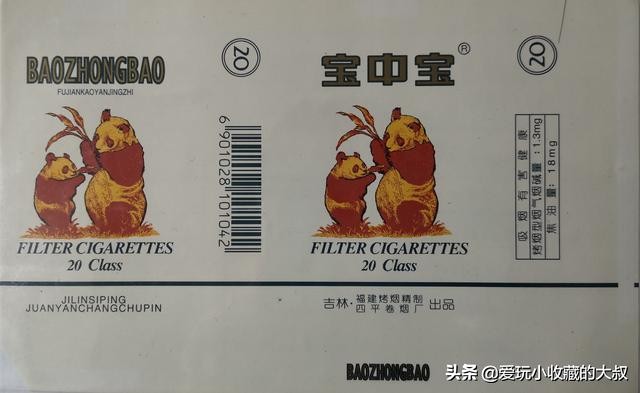 BAOZHONGBAO
FUJIANKAOYANJINGZHI
20
FILTER CIGARETTES
20 Class
6 901028 101042
宝中宝®
20
FILTER CIGARETTES
20 Class
吸烟有害健康
烤烟型烟气烟碱量:1.3mg
焦油量:18mg
JILINSIPING
JUANYANCHANGCHUPIN
吉林·福建烤烟精制
四平卷烟厂 出品
BAOZHONGBAO
头条 @爱玩小收藏的大叔